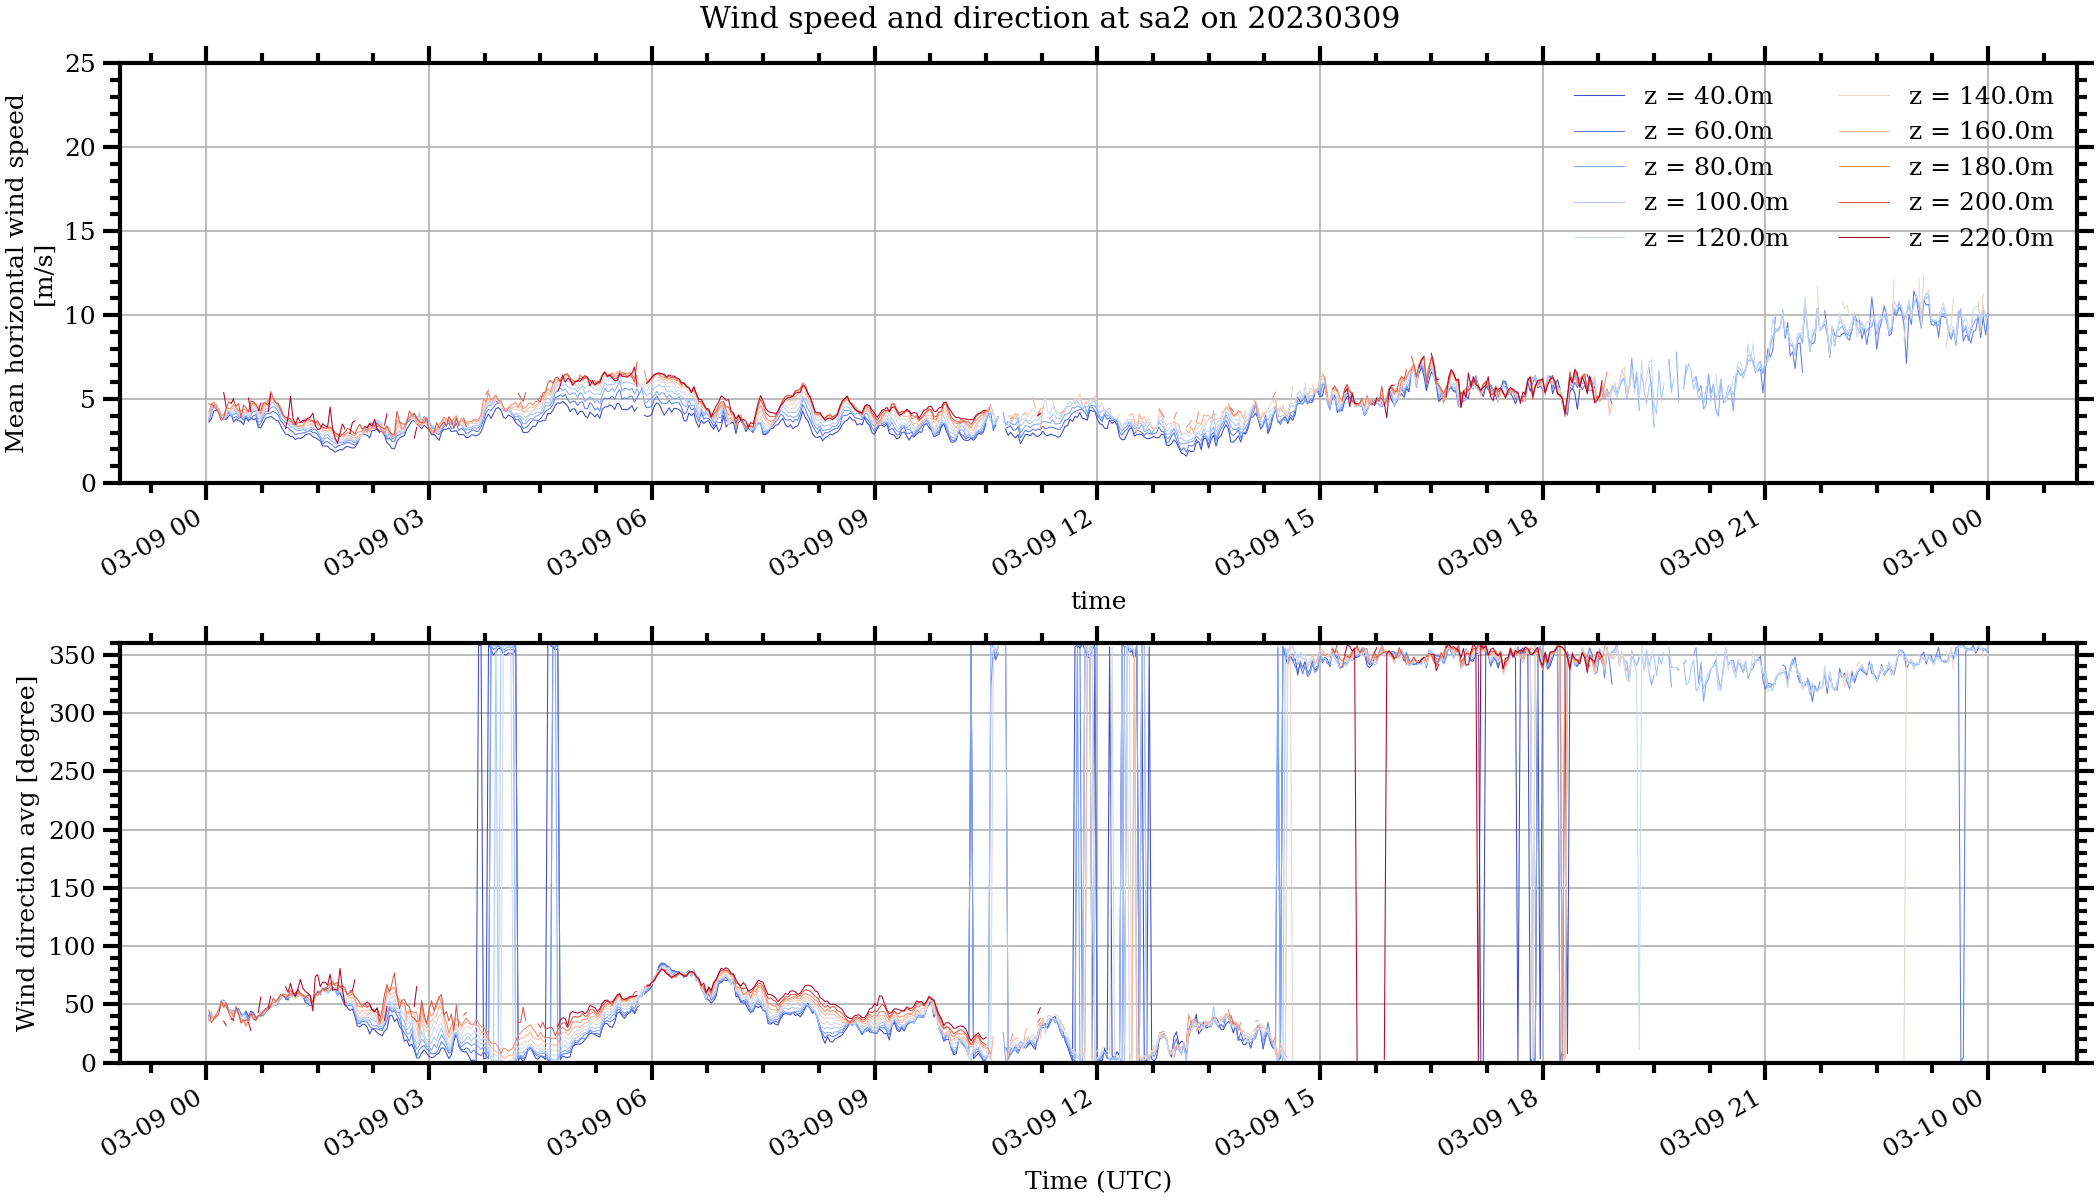 Wind speed and direction at sa2 on 20230309
Mean horizontal wind speed
[m/s]
25
20
15
10
5
0
z = 40.0m
z = 60.0m
z = 80.0m
z = 100.0m
z = 120.0m
z = 140.0m
z = 160.0m
z = 180.0m
z = 200.0m
z = 220.0m
03-09 00
03-09 03
03-09 06
03-09 09
03-09 12
03-09 15
03-09 18
03-09 21
03-10 00
time
Wind direction avg [degree]
350
300
250
200
150
100
50
0
03-09 00
03-09 03
03-09 06
03-09 09
03-09 12
03-09 15
03-09 18
03-09 21
03-10 00
Time (UTC)